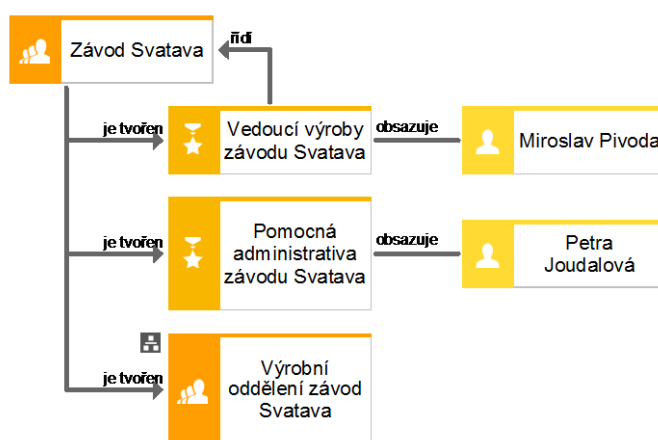 řídí
Závod Svatava
je tvořen
Vedoucí výroby
závodu Svatava
obsazuje
Miroslav Pivoda
je tvořen
Pomocná
administrativa
závodu Svatava
obsazuje
Petra
Joudalová
je tvořen
Výrobní
oddělení závod
Svatava